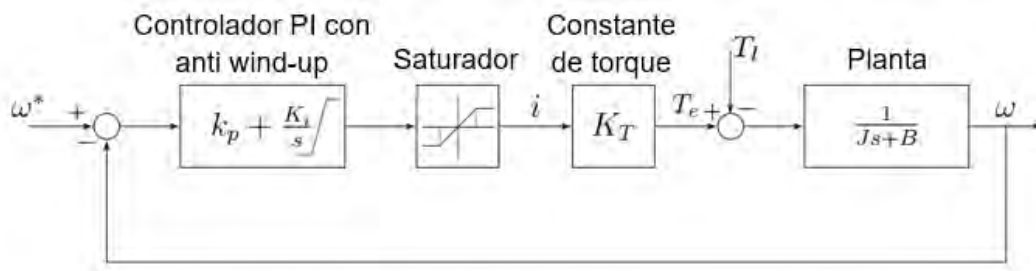 Controlador PI con
anti wind-up
Saturador
Constante
de torque
T_l
Planta
ω*
+
−
k_p + K_i/s
i
K_T
T_e
+
−
1/(Js+B)
ω